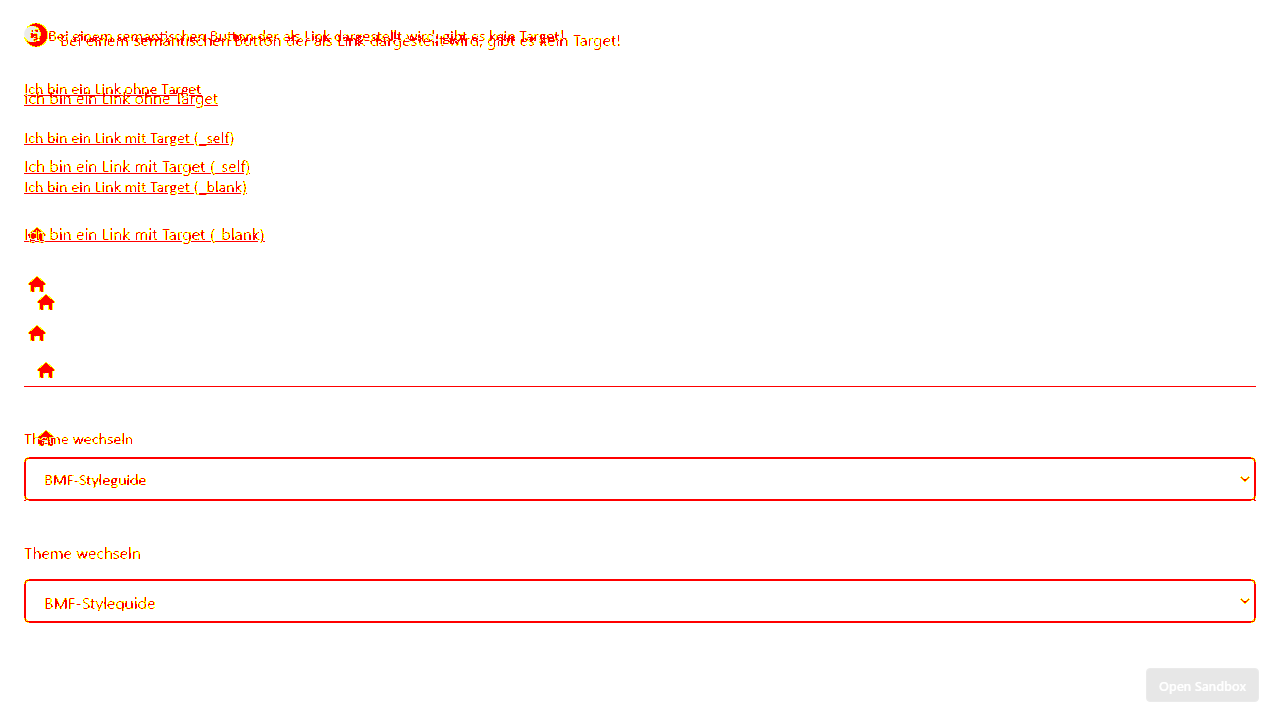 Bei einem semantischen Button der als Link dargestellt wird, gibt es kein Target!
Bei einem semantischen Button der als Link dargestellt wird, gibt es kein Target!
Ich bin ein Link ohne Target
Ich bin ein Link ohne Target
Ich bin ein Link mit Target (_self)
Ich bin ein Link mit Target (_self)
Ich bin ein Link mit Target (_blank)
Ich bin ein Link mit Target (_blank)
Theme wechseln
BMF-Styleguide
Theme wechseln
BMF-Styleguide
Open Sandbox